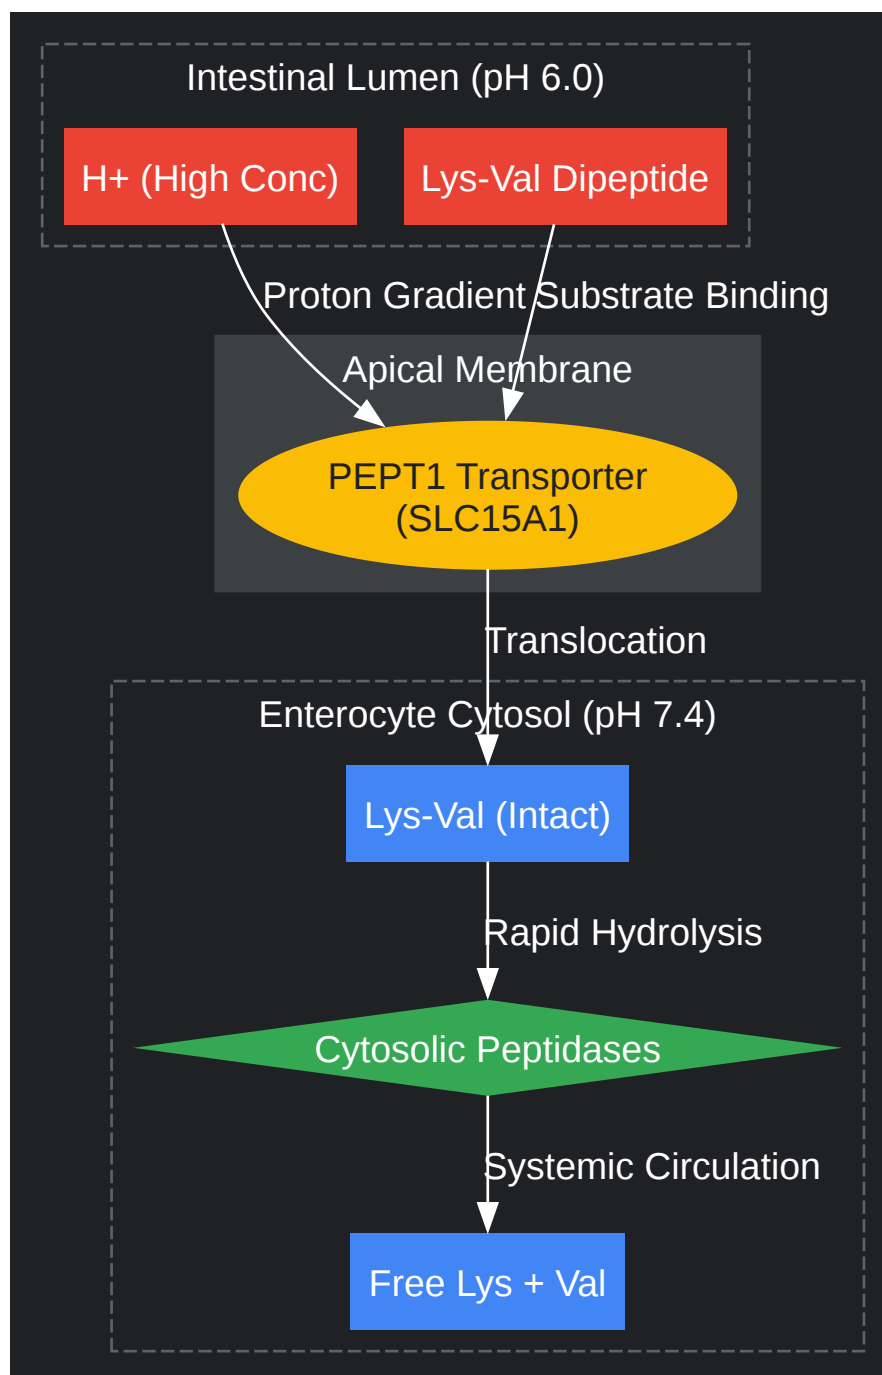 Intestinal Lumen (pH 6.0)
H+ (High Conc)
Lys-Val Dipeptide
Proton Gradient
Substrate Binding
Apical Membrane
PEPT1 Transporter
(SLC15A1)
Translocation
Enterocyte Cytosol (pH 7.4)
Lys-Val (Intact)
Rapid Hydrolysis
Cytosolic Peptidases
Systemic Circulation
Free Lys + Val